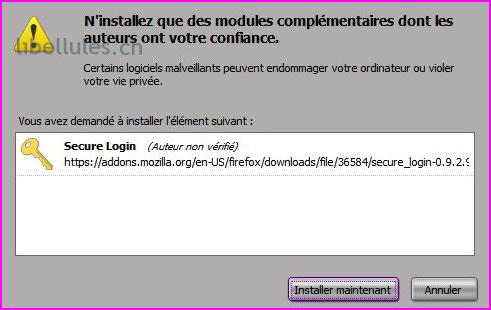 N'installez que des modules complémentaires dont les
auteurs ont votre confiance.
libellules.ch
Certains logiciels malveillants peuvent endommager votre ordinateur ou violer
votre vie privée.
Vous avez demandé à installer l'élément suivant :
Secure Login (Auteur non vérifié)
https://addons.mozilla.org/en-US/firefox/downloads/file/36584/secure_login-0.9.2.9
Installer maintenant
Annuler